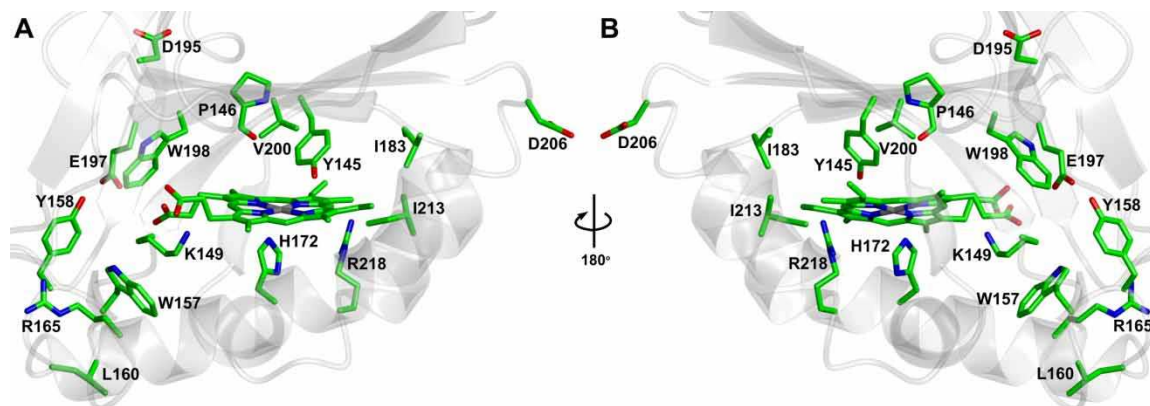 A
D195
P146
E197
W198
V200
I183
Y145
D206
Y158
I213
K149
H172
R218
W157
R165
L160
180°
B
D195
P146
D206
I183
V200
W198
E197
Y145
Y158
I213
H172
K149
R218
W157
R165
L160